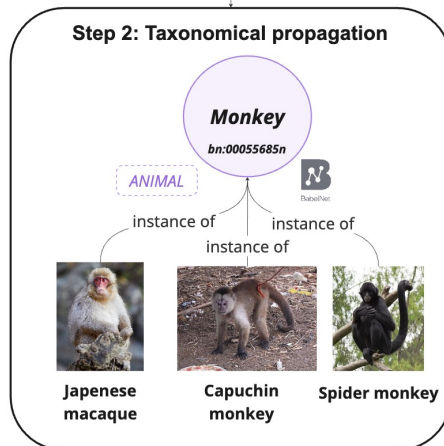 Step 2: Taxonomical propagation
Monkey
bn:00055685n
ANIMAL
BabelNet
instance of
instance of
instance of
Japenese
macaque
Capuchin
monkey
Spider monkey